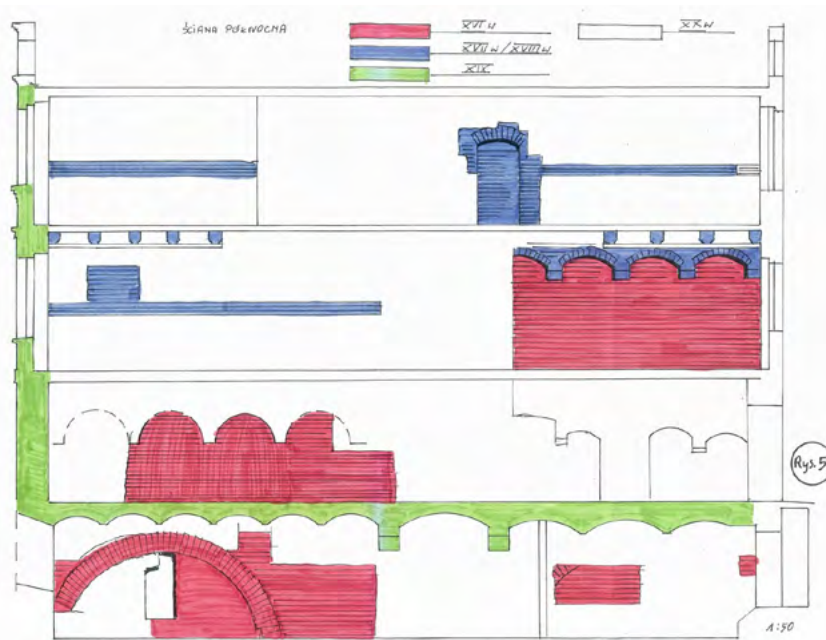 ŚCIANA PÓŁNOCNA
XVI W
XX W
XVII W / XVIII W
XIX
Rys. 5
1:50